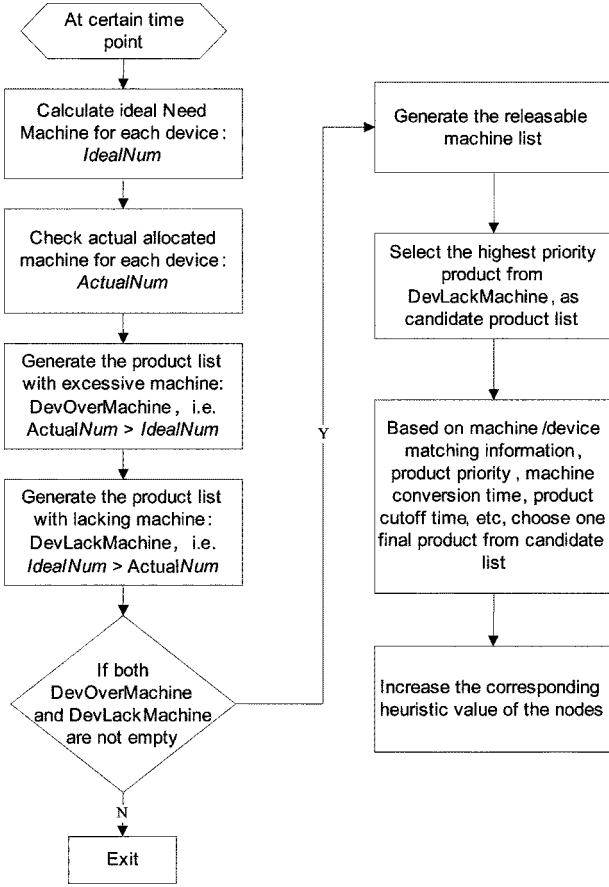 At certain time
point
Calculate ideal Need
Machine for each device:
IdealNum
Check actual allocated
machine for each device:
ActualNum
Generate the product list
with excessive machine:
DevOverMachine, i.e.
ActualNum > IdealNum
Generate the product list
with lacking machine:
DevLackMachine, i.e.
IdealNum > ActualNum
If both
DevOverMachine
and DevLackMachine
are not empty
N
Exit
Y
Generate the releasable
machine list
Select the highest priority
product from
DevLackMachine, as
candidate product list
Based on machine/device
matching information,
product priority, machine
conversion time, product
cutoff time, etc, choose one
final product from candidate
list
Increase the corresponding
heuristic value of the nodes